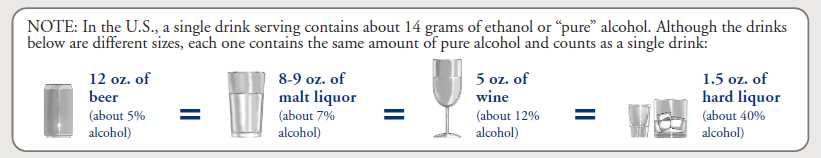 NOTE: In the U.S., a single drink serving contains about 14 grams of ethanol or “pure” alcohol. Although the drinks
below are different sizes, each one contains the same amount of pure alcohol and counts as a single drink:
12 oz. of
beer
(about 5%
alcohol)
=
8-9 oz. of
malt liquor
(about 7%
alcohol)
=
5 oz. of
wine
(about 12%
alcohol)
=
1.5 oz. of
hard liquor
(about 40%
alcohol)